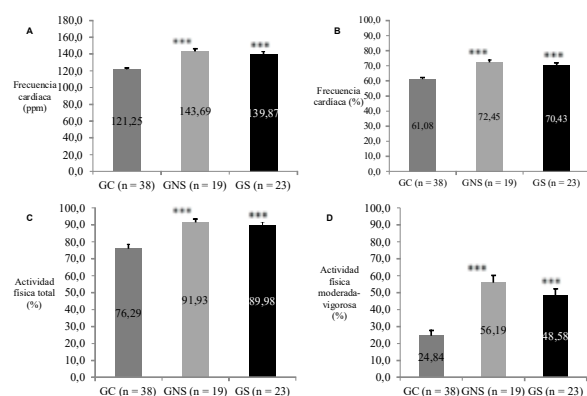 A
Frecuencia
cardíaca
(ppm)
160,0
140,0
120,0
100,0
80,0
60,0
40,0
20,0
0,0
***
***
121,25
143,69
139,87
GC (n = 38)
GNS (n = 19)
GS (n = 23)
B
Frecuencia
cardíaca (%)
100,0
90,0
80,0
70,0
60,0
50,0
40,0
30,0
20,0
10,0
0,0
***
***
61,08
72,45
70,43
GC (n = 38)
GNS (n = 19)
GS (n = 23)
C
Actividad
física total
(%)
100,0
90,0
80,0
70,0
60,0
50,0
40,0
30,0
20,0
10,0
0,0
***
***
76,29
91,93
89,98
GC (n = 38)
GNS (n = 19)
GS (n = 23)
D
Actividad
física
moderada-
vigorosa
(%)
100,0
90,0
80,0
70,0
60,0
50,0
40,0
30,0
20,0
10,0
0,0
***
***
24,84
56,19
48,58
GC (n = 38)
GNS (n = 19)
GS (n = 23)